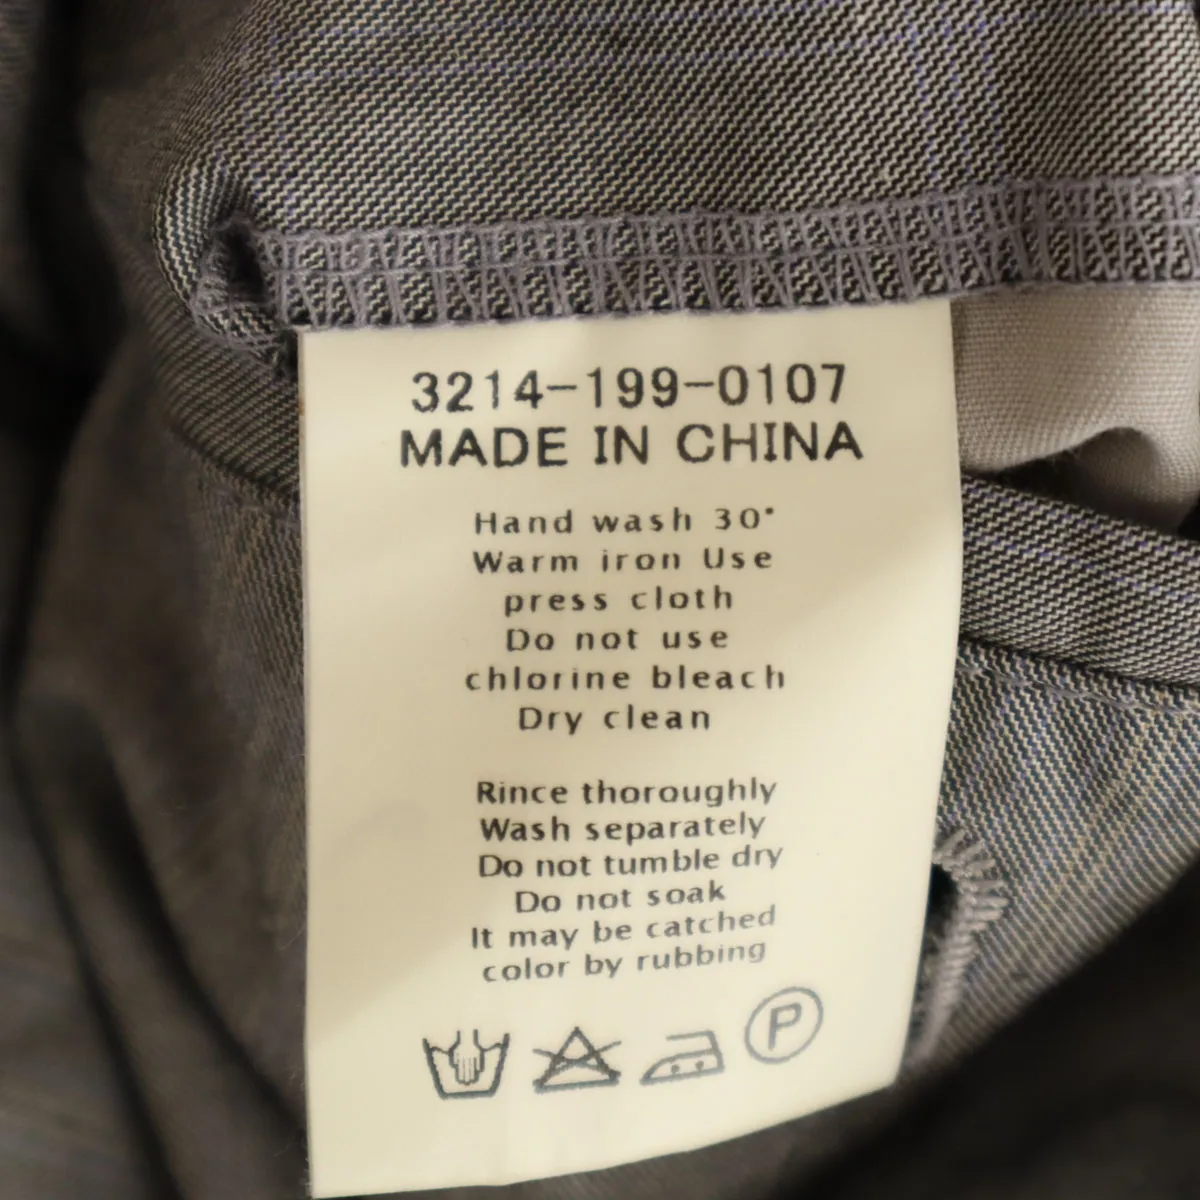 3214-199-0107
MADE IN CHINA
Hand wash 30°
Warm iron Use
press cloth
Do not use
chlorine bleach
Dry clean
Rince thoroughly
Wash separately
Do not tumble dry
Do not soak
It may be catched
color by rubbing
P